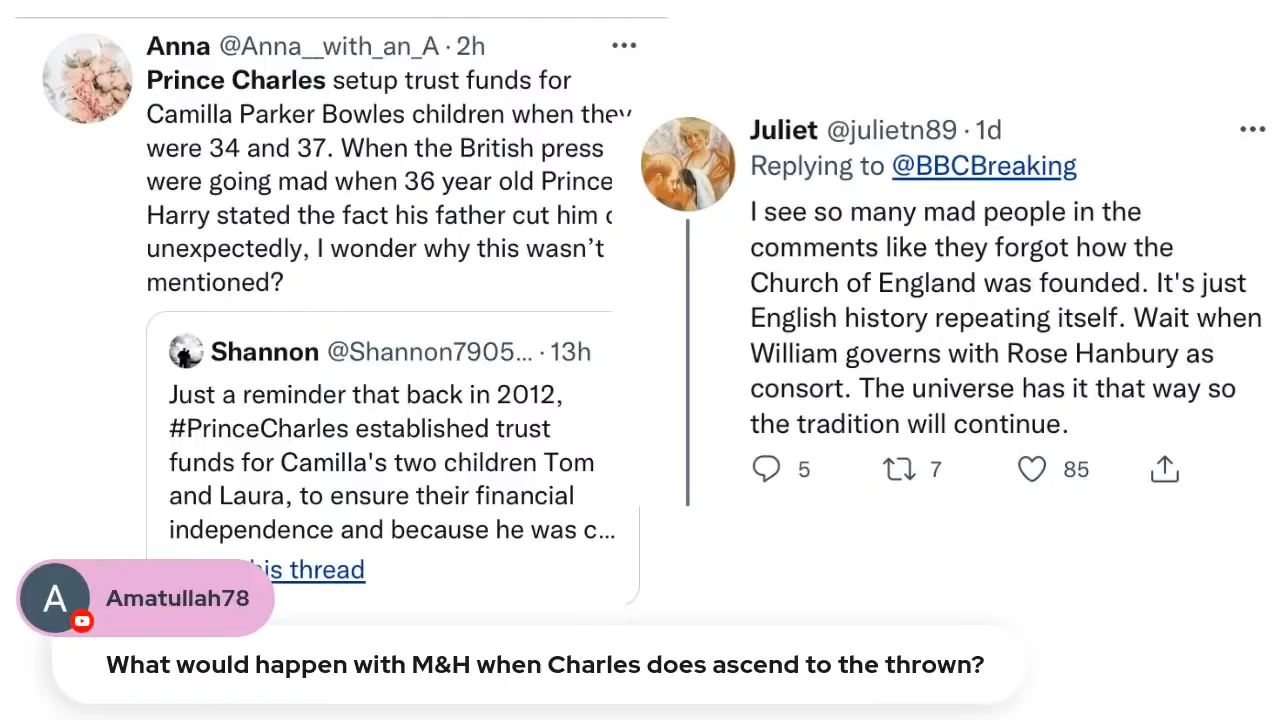 Anna @Anna__with_an_A · 2h
Prince Charles setup trust funds for
Camilla Parker Bowles children when they
were 34 and 37. When the British press
were going mad when 36 year old Prince
Harry stated the fact his father cut him
unexpectedly, I wonder why this wasn't
mentioned?
Shannon @Shannon7905... · 13h
Just a reminder that back in 2012,
#PrinceCharles established trust
funds for Camilla's two children Tom
and Laura, to ensure their financial
independence and because he was c...
his thread
Juliet @julietn89 · 1d
Replying to @BBCBreaking
I see so many mad people in the
comments like they forgot how the
Church of England was founded. It's just
English history repeating itself. Wait when
William governs with Rose Hanbury as
consort. The universe has it that way so
the tradition will continue.
5 7 85
A Amatullah78
What would happen with M&H when Charles does ascend to the thrown?